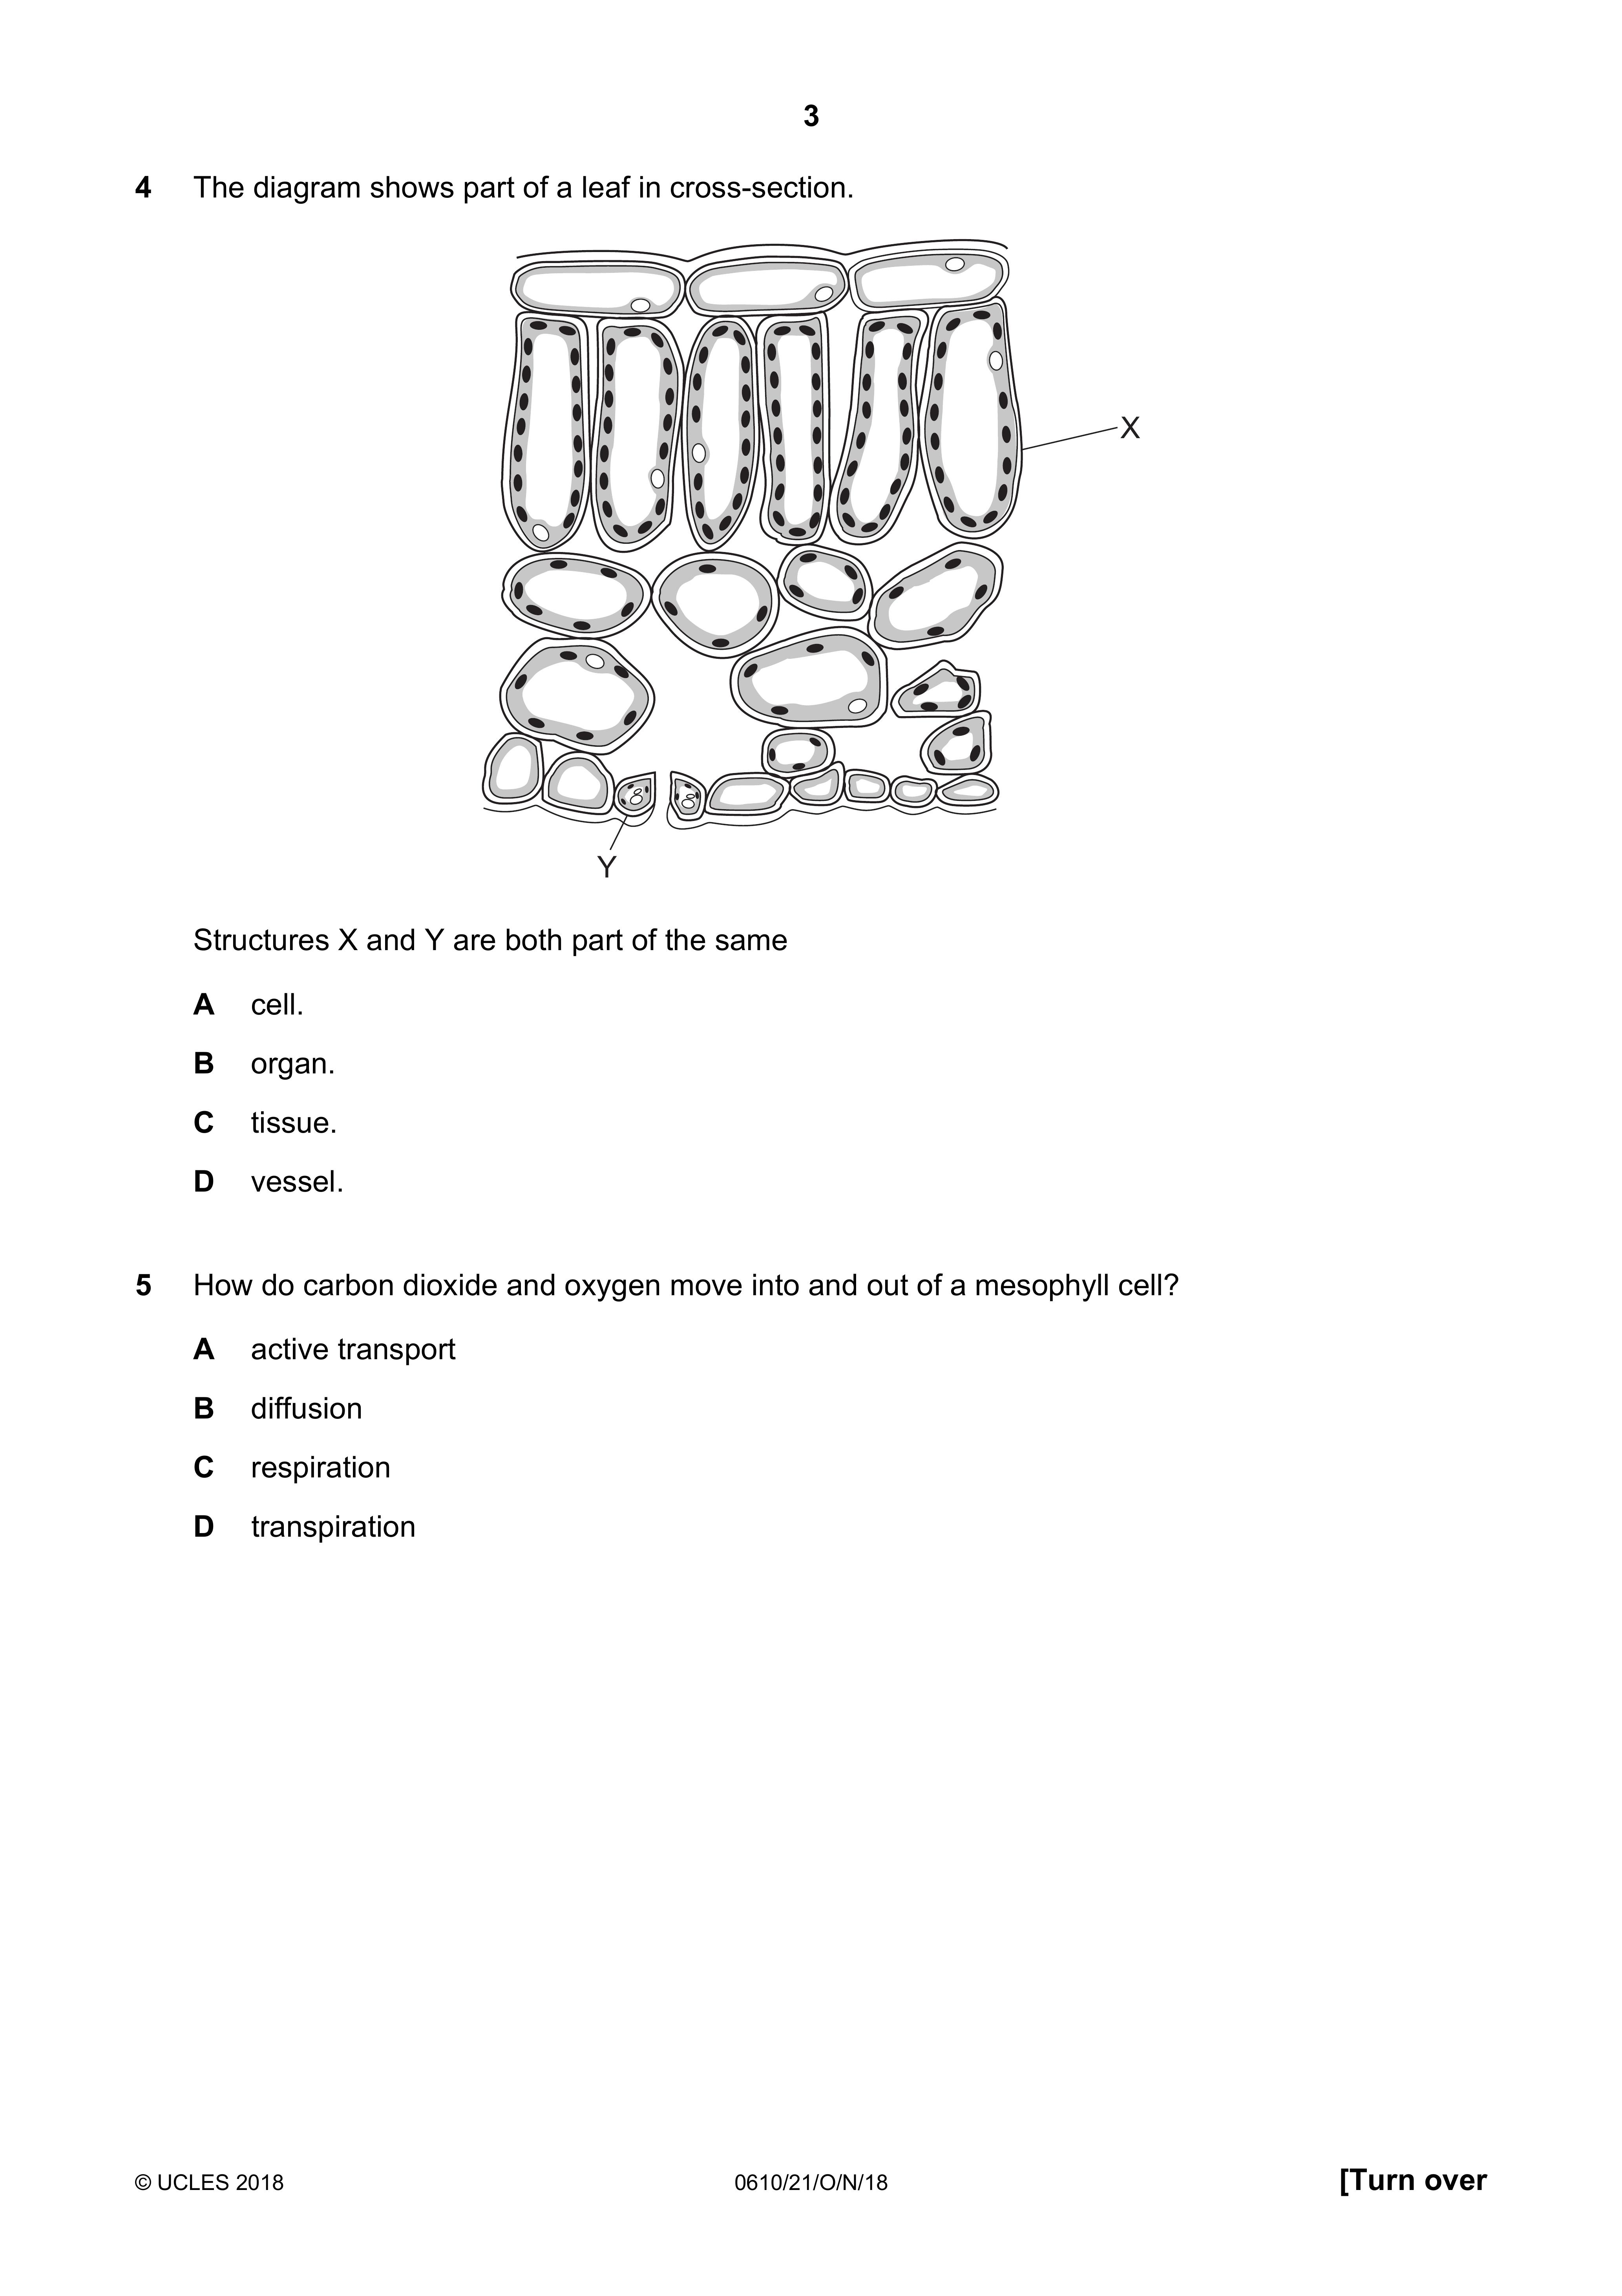 3
4 The diagram shows part of a leaf in cross-section.
X
Y
Structures X and Y are both part of the same
A cell.
B organ.
C tissue.
D vessel.
5 How do carbon dioxide and oxygen move into and out of a mesophyll cell?
A active transport
B diffusion
C respiration
D transpiration
© UCLES 2018 0610/21/O/N/18 [Turn over